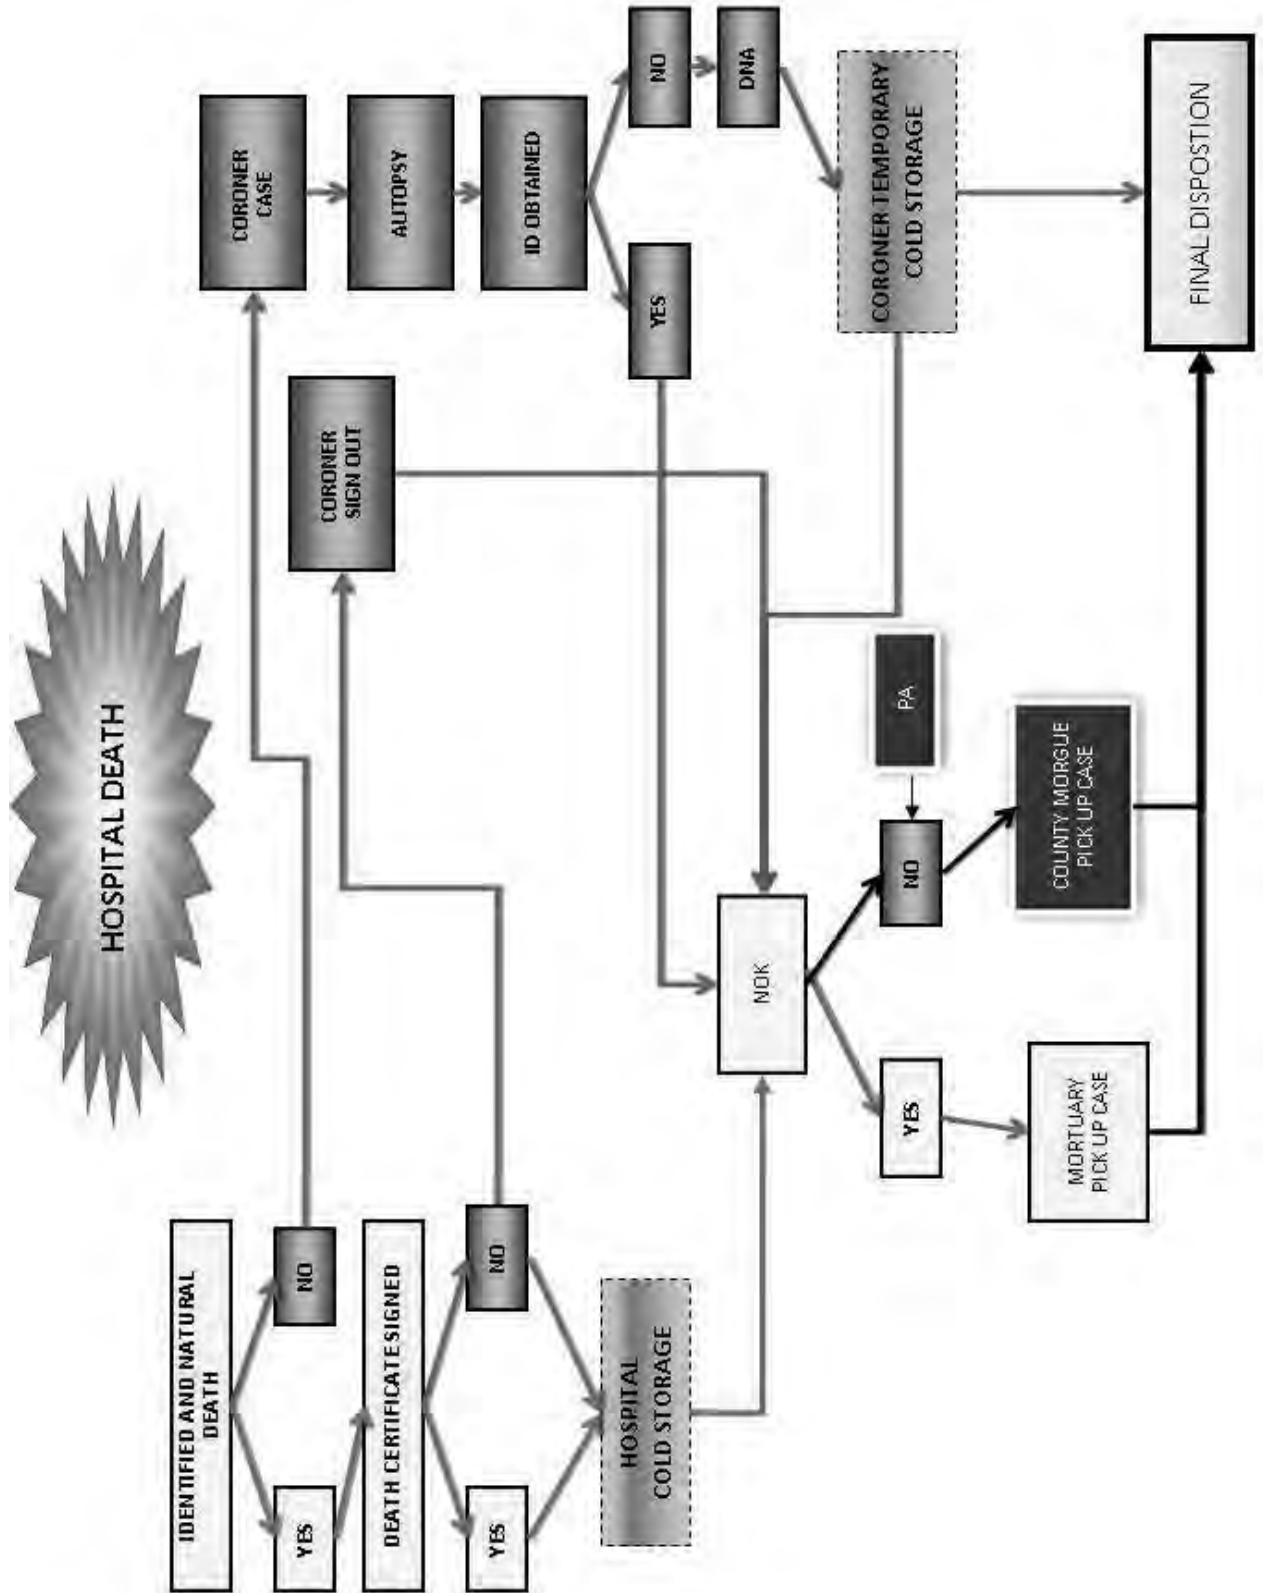 HOSPITAL DEATH
IDENTIFIED AND NATURAL
DEATH
YES
NO
DEATH CERTIFICATE SIGNED
YES
NO
HOSPITAL
COLD STORAGE
CORONER
CASE
CORONER
SIGN OUT
AUTOPSY
ID OBTAINED
YES
NO
DNA
CORONER TEMPORARY
COLD STORAGE
NOK
YES
NO
PA
MORTUARY
PICK UP CASE
COUNTY MORGUE
PICK UP CASE
FINAL DISPOSTION